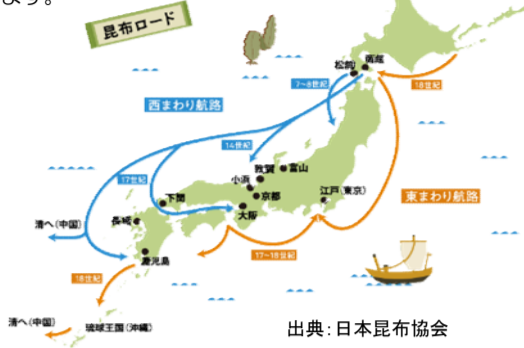 ます。
昆布ロード
松前
函館
7~8世紀
18世紀
西まわり航路
14世紀
敦賀
富山
小浜
京都
17世紀
下関
大阪
江戸(東京)
東まわり航路
長崎
清へ(中国)
鹿児島
17~18世紀
18世紀
清へ(中国)
琉球王国(沖縄)
出典:日本昆布協会